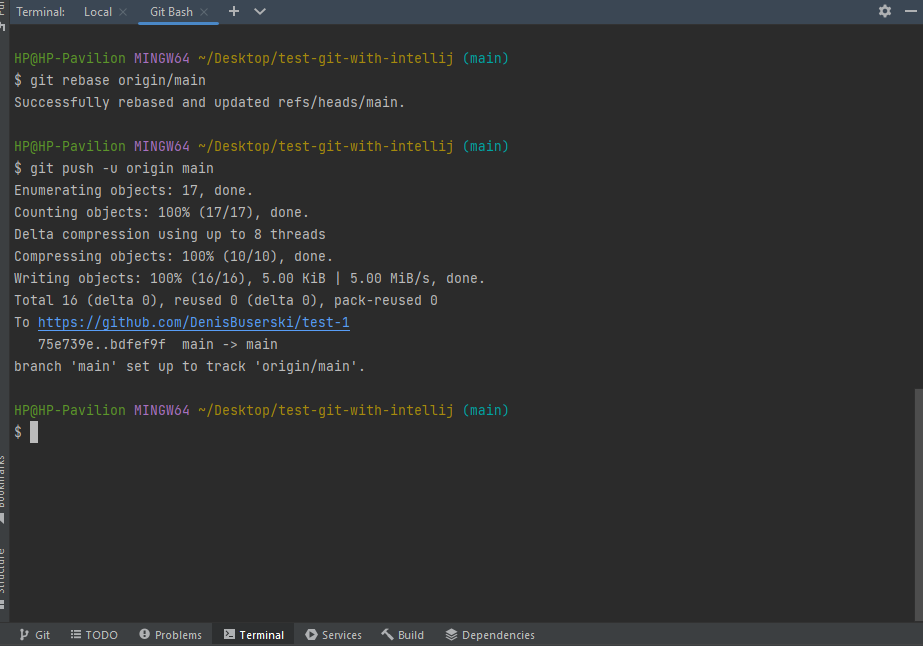 Terminal: Local Git Bash
HP@HP-Pavilion MINGW64 ~/Desktop/test-git-with-intellij (main)
$ git rebase origin/main
Successfully rebased and updated refs/heads/main.
HP@HP-Pavilion MINGW64 ~/Desktop/test-git-with-intellij (main)
$ git push -u origin main
Enumerating objects: 17, done.
Counting objects: 100% (17/17), done.
Delta compression using up to 8 threads
Compressing objects: 100% (10/10), done.
Writing objects: 100% (16/16), 5.00 KiB | 5.00 MiB/s, done.
Total 16 (delta 0), reused 0 (delta 0), pack-reused 0
To https://github.com/DenisBuserski/test-1
75e739e..bdfef9f main -> main
branch 'main' set up to track 'origin/main'.
HP@HP-Pavilion MINGW64 ~/Desktop/test-git-with-intellij (main)
$
Bookmarks
Structure
Git TODO Problems Terminal Services Build Dependencies